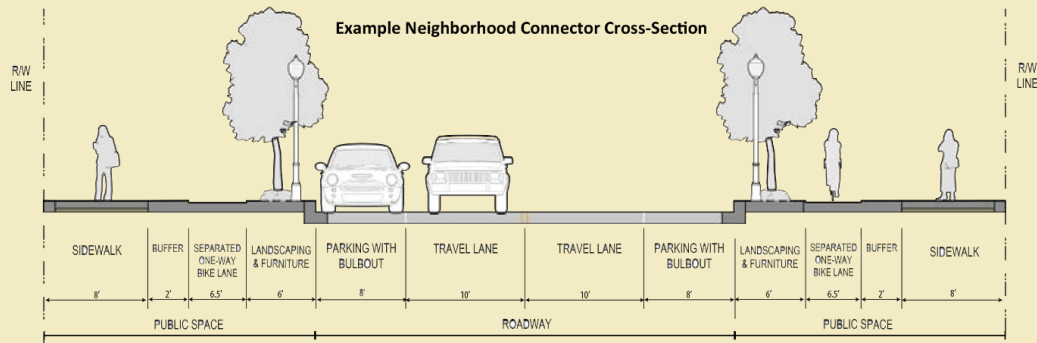 Example Neighborhood Connector Cross-Section
R/W
LINE
R/W
LINE
SIDEWALK
BUFFER
SEPARATED
ONE-WAY
BIKE LANE
LANDSCAPING
& FURNITURE
PARKING WITH
BULBOUT
TRAVEL LANE
TRAVEL LANE
PARKING WITH
BULBOUT
LANDSCAPING
& FURNITURE
SEPARATED
ONE-WAY
BIKE LANE
BUFFER
SIDEWALK
8' 2' 6.5' 6' 8' 10' 10' 8' 6' 6.5' 2' 8'
PUBLIC SPACE ROADWAY PUBLIC SPACE